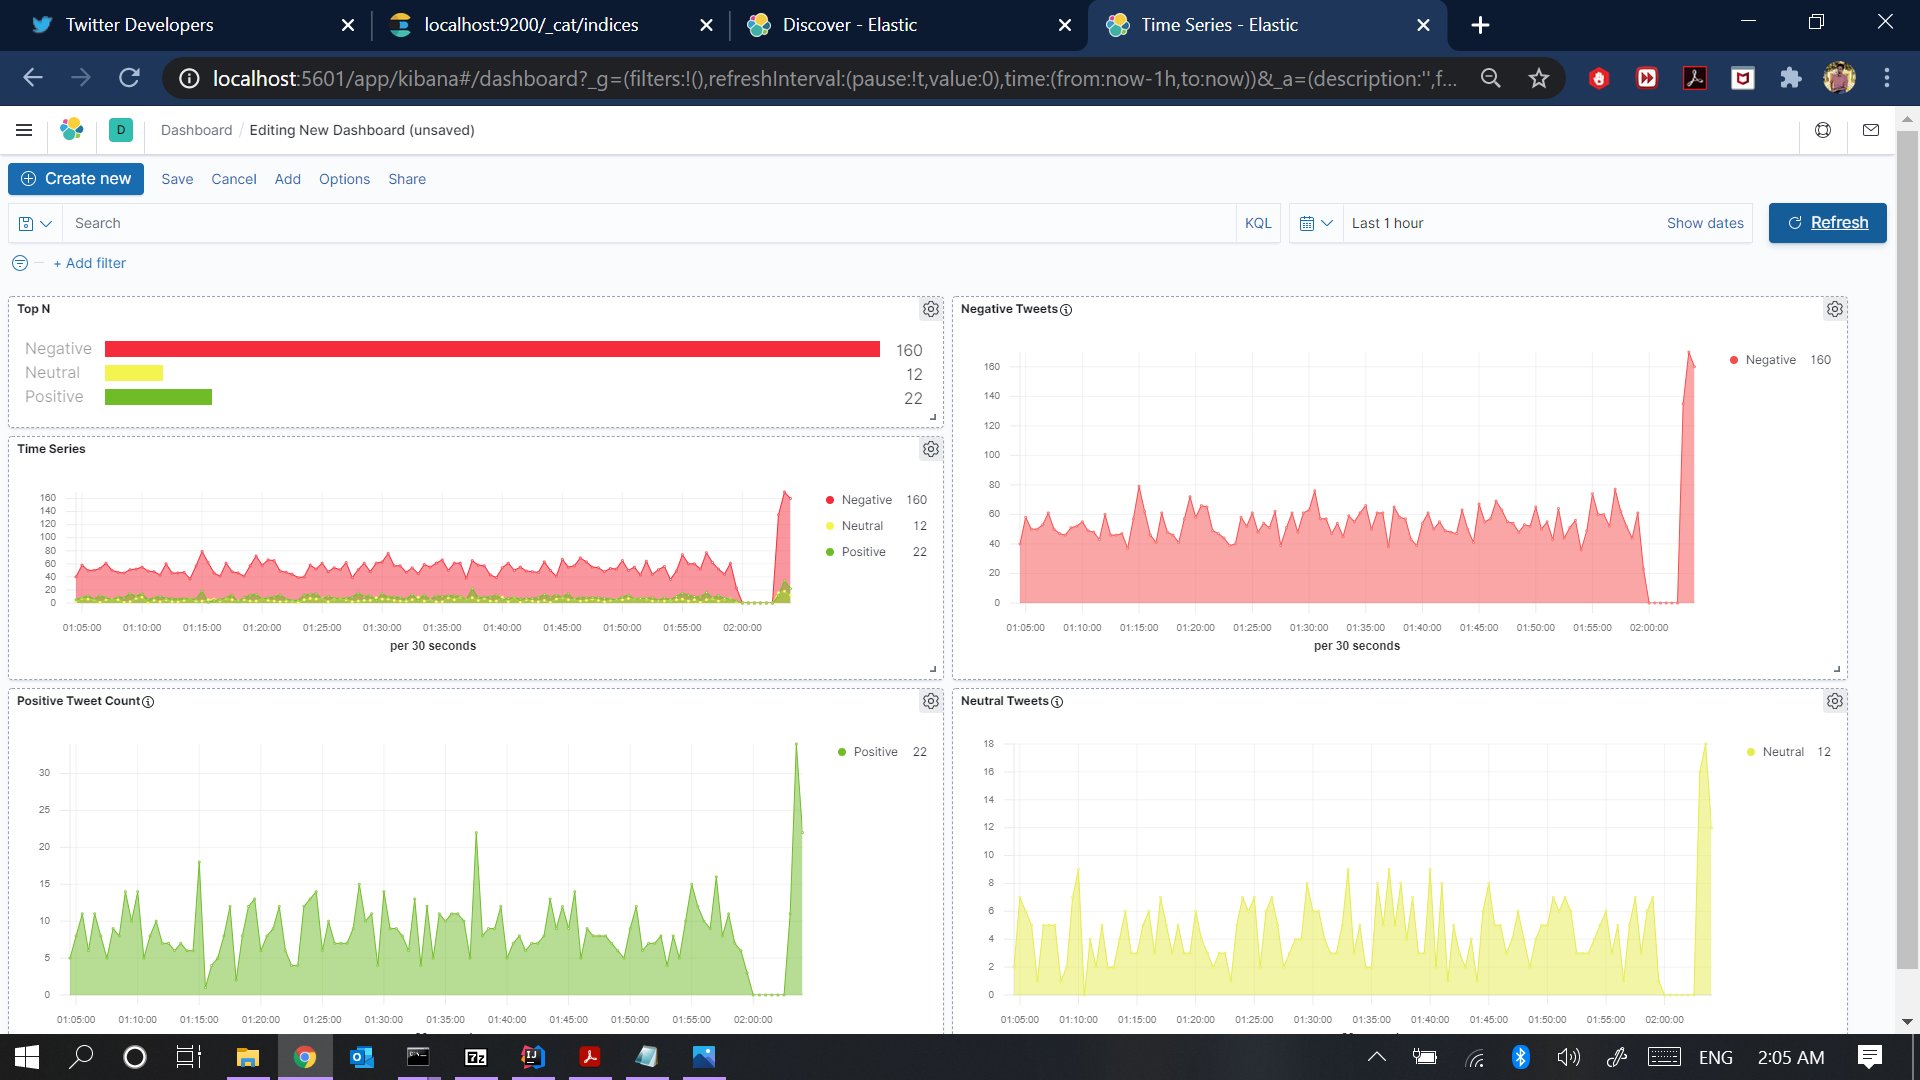 Twitter Developers
localhost:9200/_cat/indices
Discover - Elastic
Time Series - Elastic
localhost:5601/app/kibana#/dashboard?_g=(filters:!(),refreshInterval:(pause:!t,value:0),time:(from:now-1h,to:now))&_a=(description:'',f...
D
Dashboard / Editing New Dashboard (unsaved)
Create new Save Cancel Add Options Share
Search KQL Last 1 hour Show dates Refresh
+ Add filter
Top N
Negative 160
Neutral 12
Positive 22
Negative Tweets
Negative 160
160
140
120
100
80
60
40
20
0
01:05:00 01:10:00 01:15:00 01:20:00 01:25:00 01:30:00 01:35:00 01:40:00 01:45:00 01:50:00 01:55:00 02:00:00
per 30 seconds
Time Series
Negative 160
Neutral 12
Positive 22
160
140
120
100
80
60
40
20
0
01:05:00 01:10:00 01:15:00 01:20:00 01:25:00 01:30:00 01:35:00 01:40:00 01:45:00 01:50:00 01:55:00 02:00:00
per 30 seconds
Positive Tweet Count
Positive 22
30
25
20
15
10
5
0
01:05:00 01:10:00 01:15:00 01:20:00 01:25:00 01:30:00 01:35:00 01:40:00 01:45:00 01:50:00 01:55:00 02:00:00
Neutral Tweets
Neutral 12
18
16
14
12
10
8
6
4
2
0
01:05:00 01:10:00 01:15:00 01:20:00 01:25:00 01:30:00 01:35:00 01:40:00 01:45:00 01:50:00 01:55:00 02:00:00
7z
IJ
ENG 2:05 AM